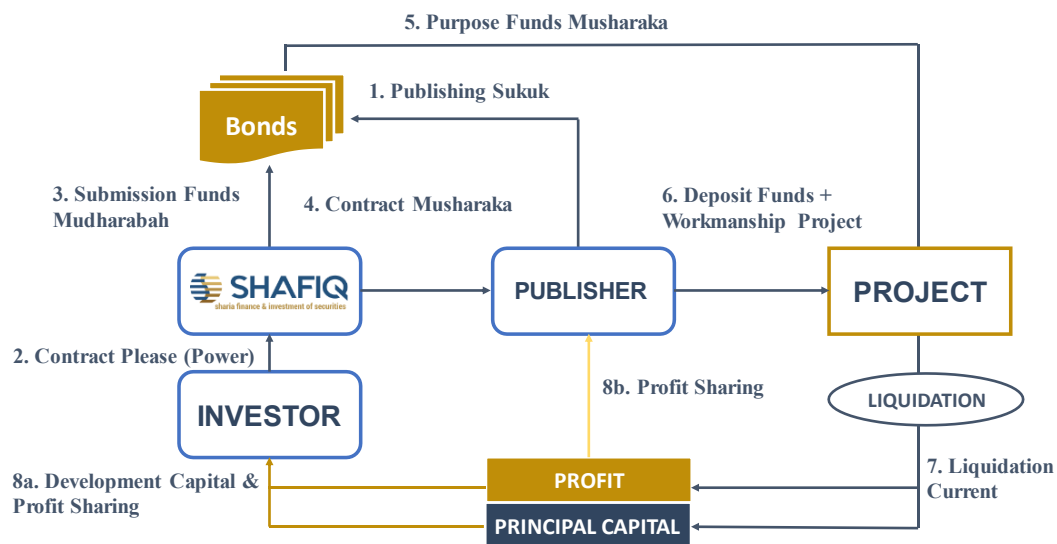 5. Purpose Funds Musharaka
1. Publishing Sukuk
Bonds
3. Submission Funds
Mudharabah
4. Contract Musharaka
6. Deposit Funds +
Workmanship Project
SHAFIQ
sharia finance & investment of securities
PUBLISHER
PROJECT
2. Contract Please (Power)
INVESTOR
8b. Profit Sharing
LIQUIDATION
8a. Development Capital &
Profit Sharing
PROFIT
PRINCIPAL CAPITAL
7. Liquidation
Current